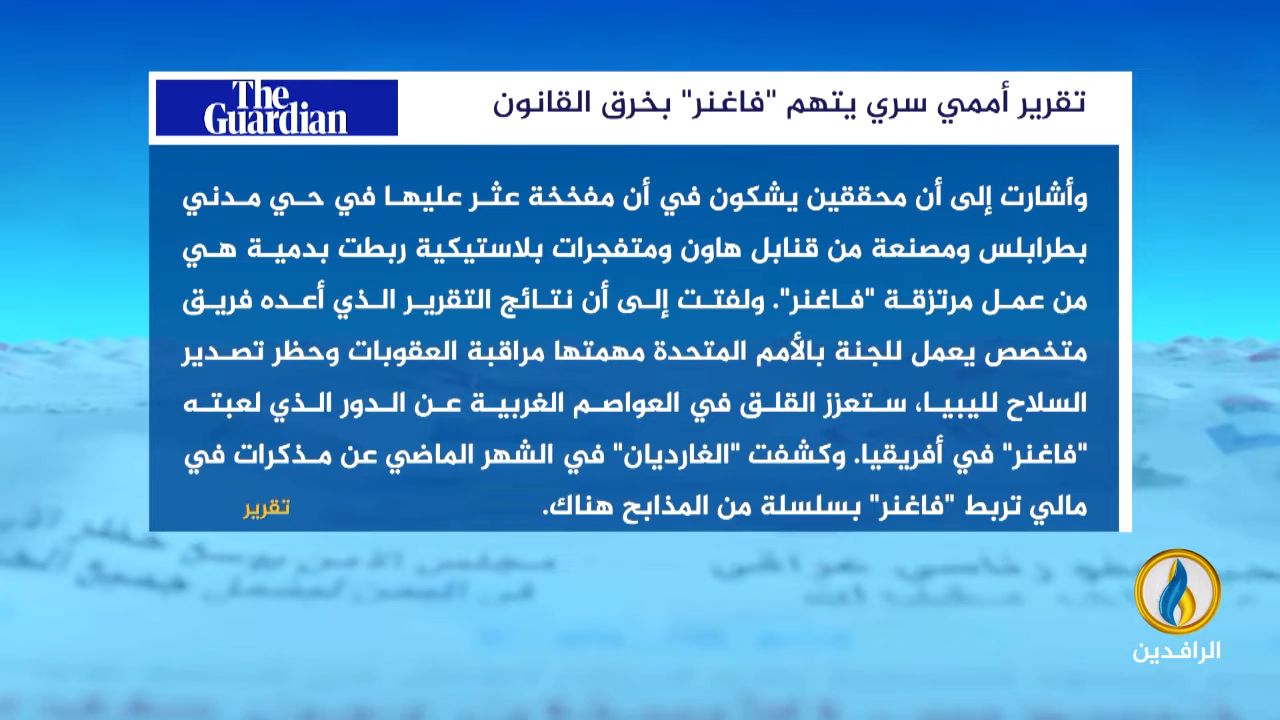 The
Guardian
تقرير أممي سري يتهم "فاغنر" بخرق القانون
وأشارت إلى أن محققين يشكون في أن مفخخة عثر عليها في حي مدني
بطرابلس ومصنعة من قنابل هاون ومتفجرات بلاستيكية ربطت بدمية هي
من عمل مرتزقة "فاغنر". ولفتت إلى أن نتائج التقرير الذي أعده فريق
متخصص يعمل للجنة بالأمم المتحدة مهمتها مراقبة العقوبات وحظر تصدير
السلاح لليبيا، ستعزز القلق في العواصم الغربية عن الدور الذي لعبته
"فاغنر" في أفريقيا. وكشفت "الغارديان" في الشهر الماضي عن مذكرات في
مالي تربط "فاغنر" بسلسلة من المذابح هناك.
تقرير
الرافدين